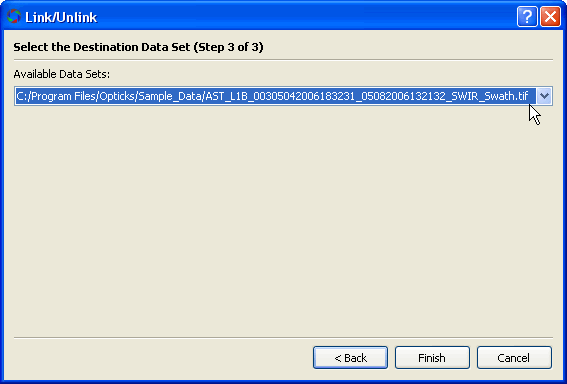 Link/Unlink
Select the Destination Data Set (Step 3 of 3)
Available Data Sets:
C:/Program Files/Opticks/Sample_Data/AST_L1B_00305042006183231_05082006132132_SWIR_Swath.tif
< Back Finish Cancel